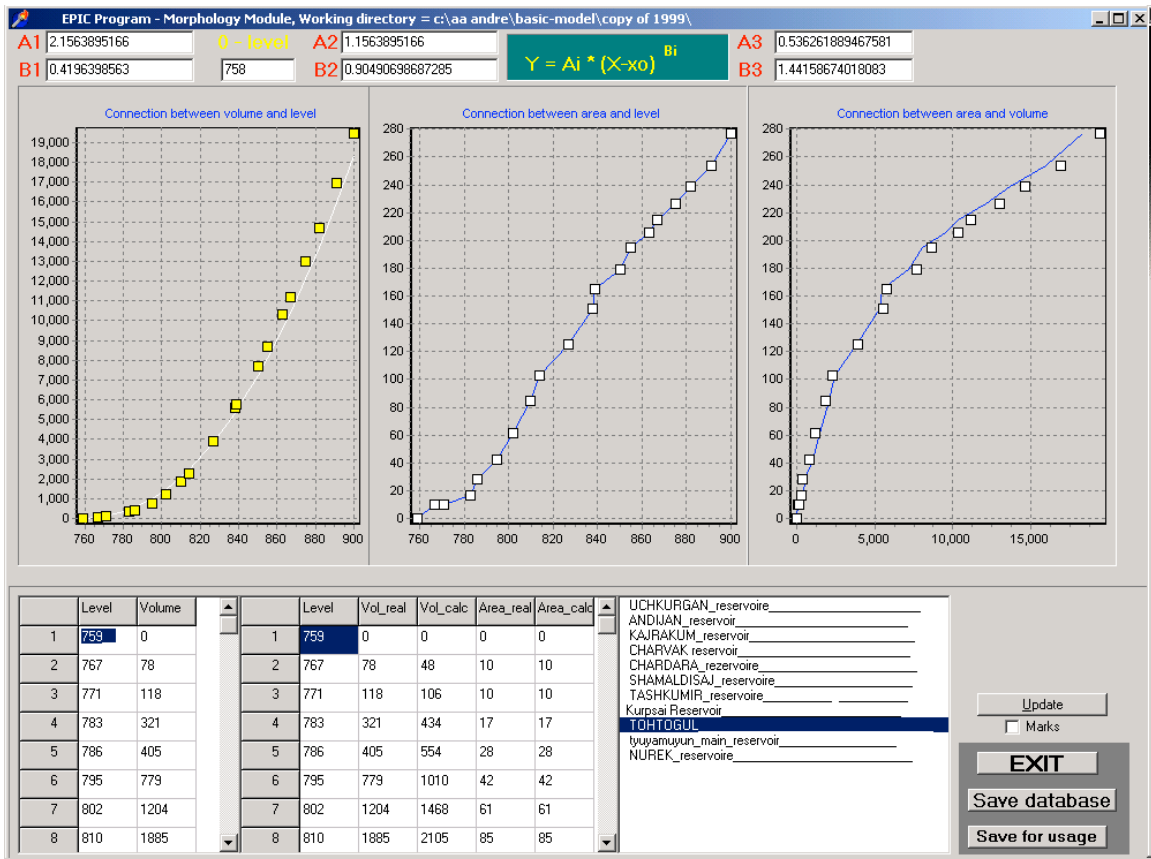 EPIC Program - Morphology Module, Working directory = c:\aa andre\basic-model\copy of 1999\
A1 2.1563895166 0 - level A2 1.1563895166 Y = Ai * (X-xo) Bi A3 0.536261889467581
B1 0.4196398563 758 B2 0.90490698687285 B3 1.44158674018083
Connection between volume and level
19,000
18,000
17,000
16,000
15,000
14,000
13,000
12,000
11,000
10,000
9,000
8,000
7,000
6,000
5,000
4,000
3,000
2,000
1,000
0
760 780 800 820 840 860 880 900
Connection between area and level
280
260
240
220
200
180
160
140
120
100
80
60
40
20
0
760 780 800 820 840 860 880 900
Connection between area and volume
280
260
240
220
200
180
160
140
120
100
80
60
40
20
0
0 5,000 10,000 15,000
Level Volume
1 759 0
2 767 78
3 771 118
4 783 321
5 786 405
6 795 779
7 802 1204
8 810 1885
Level Vol_real Vol_calc Area_real Area_calc
1 759 0 0 0 0
2 767 78 48 10 10
3 771 118 106 10 10
4 783 321 434 17 17
5 786 405 554 28 28
6 795 779 1010 42 42
7 802 1204 1468 61 61
8 810 1885 2105 85 85
UCHKURGAN_reservoire
ANDIJAN_reservoir
KAJRAKUM_reservoir
CHARVAK reservoir
CHARDARA_rezervoire
SHAMALDISAJ_reservoire
TASHKUMIR_reservoire
Kurpsai Reservoir
TOHTOGUL
tyuyamuyun_main_reservoir
NUREK_reservoire
Update
Marks
EXIT
Save database
Save for usage